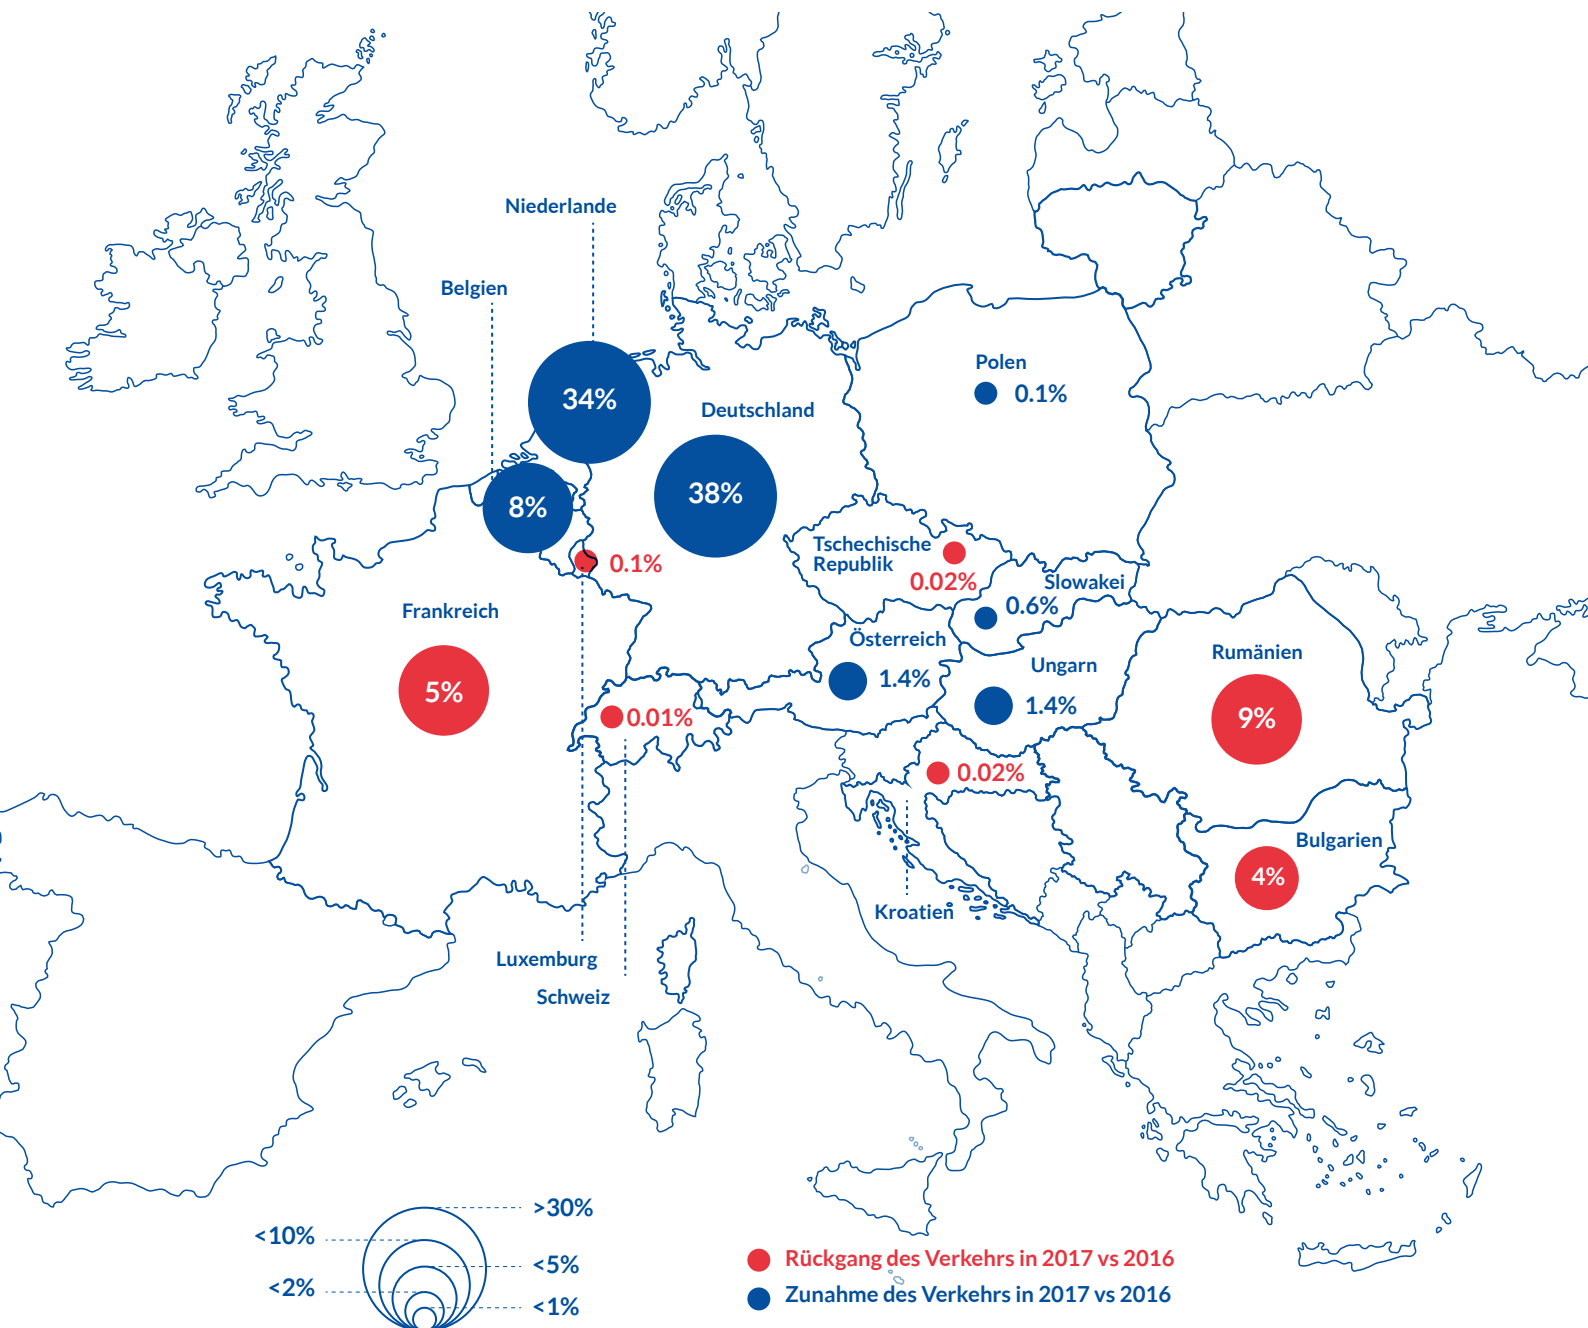 Niederlande
Belgien
34%
Polen
0.1%
Deutschland
38%
8%
0.1%
Tschechische
Republik
0.02%
Slowakei
0.6%
Frankreich
5%
Österreich
1.4%
Ungarn
1.4%
Rumänien
9%
0.01%
0.02%
Bulgarien
4%
Kroatien
Luxemburg
Schweiz
>30%
<10%
<5%
<2%
<1%
Rückgang des Verkehrs in 2017 vs 2016
Zunahme des Verkehrs in 2017 vs 2016